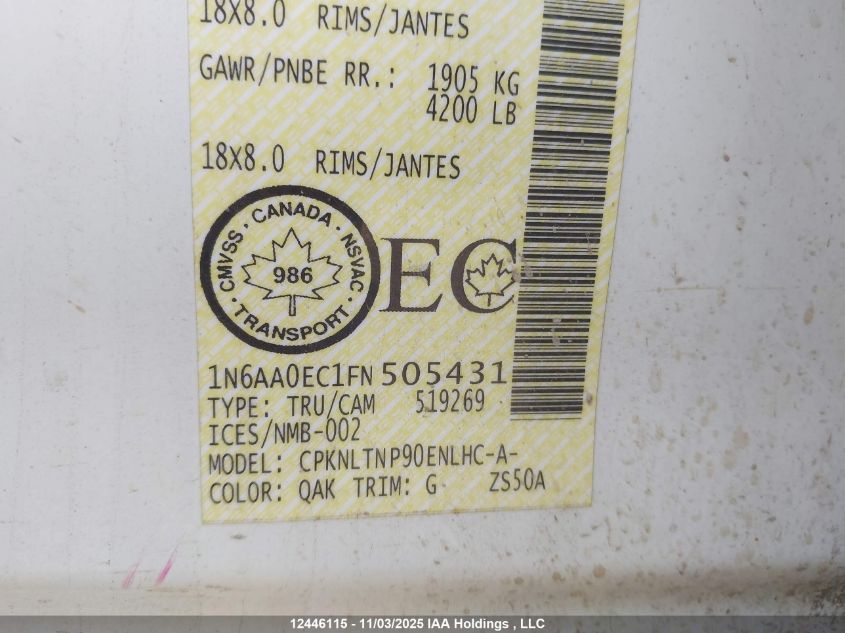 18X8.0 RIMS/JANTES
GAWR/PNBE RR.: 1905 KG
4200 LB
18X8.0 RIMS/JANTES
CMVSS · CANADA · NSVAC
986
· TRANSPORT ·
EC
1N6AA0EC1FN505431
TYPE: TRU/CAM 519269
ICES/NMB-002
MODEL: CPKNLTNP90ENLHC-A-
COLOR: QAK TRIM: G ZS50A
12446115 - 11/03/2025 IAA Holdings , LLC